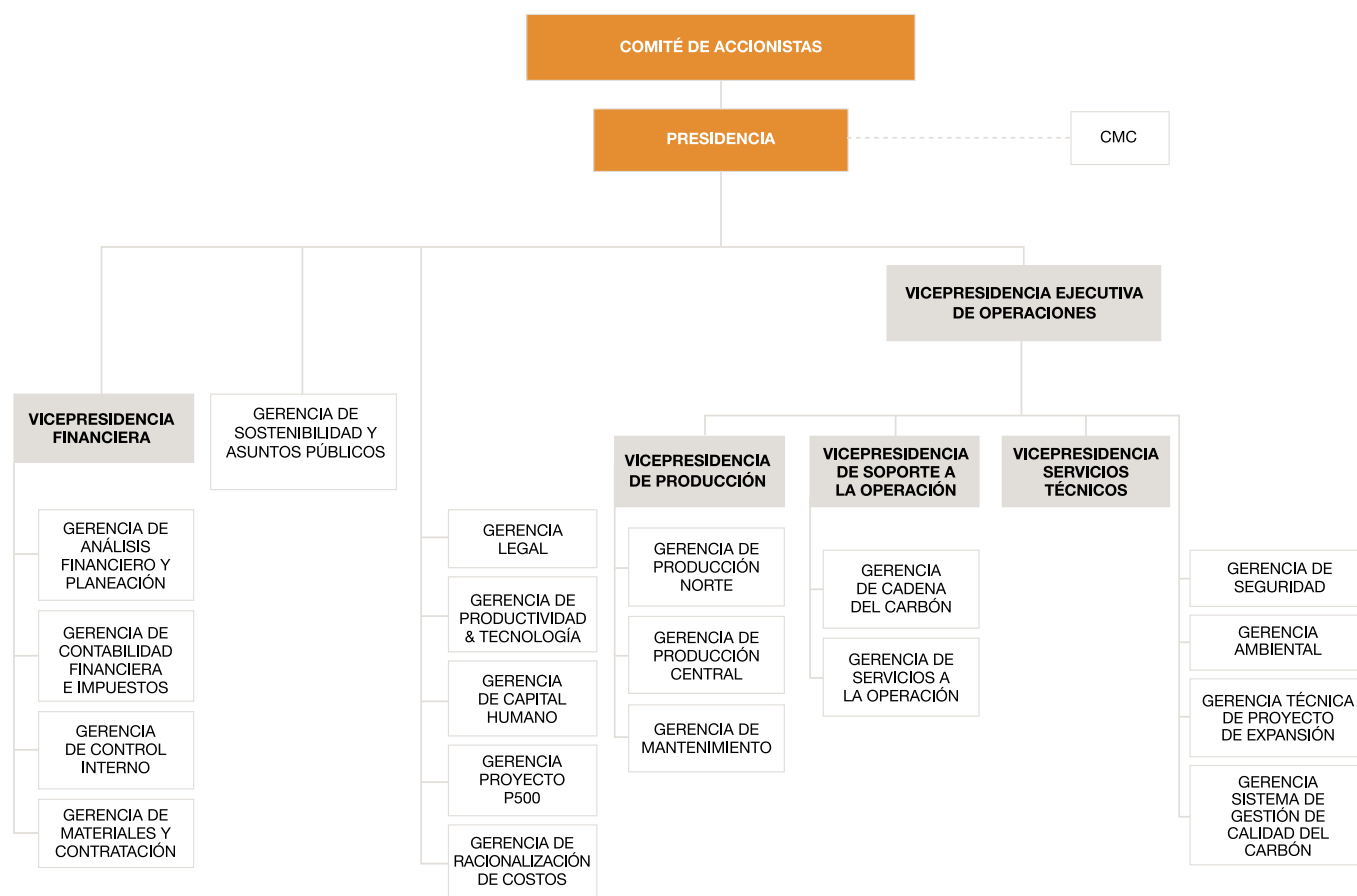 COMITÉ DE ACCIONISTAS
PRESIDENCIA
CMC
VICEPRESIDENCIA EJECUTIVA
DE OPERACIONES
VICEPRESIDENCIA
FINANCIERA
GERENCIA DE
SOSTENIBILIDAD Y
ASUNTOS PÚBLICOS
VICEPRESIDENCIA
DE PRODUCCIÓN
VICEPRESIDENCIA
DE SOPORTE A
LA OPERACIÓN
VICEPRESIDENCIA
SERVICIOS
TÉCNICOS
GERENCIA DE
ANÁLISIS
FINANCIERO Y
PLANEACIÓN
GERENCIA DE
CONTABILIDAD
FINANCIERA
E IMPUESTOS
GERENCIA
DE CONTROL
INTERNO
GERENCIA DE
MATERIALES Y
CONTRATACIÓN
GERENCIA
LEGAL
GERENCIA DE
PRODUCTIVIDAD
& TECNOLOGÍA
GERENCIA
DE CAPITAL
HUMANO
GERENCIA
PROYECTO
P500
GERENCIA DE
RACIONALIZACIÓN
DE COSTOS
GERENCIA DE
PRODUCCIÓN
NORTE
GERENCIA DE
PRODUCCIÓN
CENTRAL
GERENCIA DE
MANTENIMIENTO
GERENCIA
DE CADENA
DEL CARBÓN
GERENCIA DE
SERVICIOS A
LA OPERACIÓN
GERENCIA DE
SEGURIDAD
GERENCIA
AMBIENTAL
GERENCIA TÉCNICA
DE PROYECTO
DE EXPANSIÓN
GERENCIA
SISTEMA DE
GESTIÓN DE
CALIDAD DEL
CARBÓN